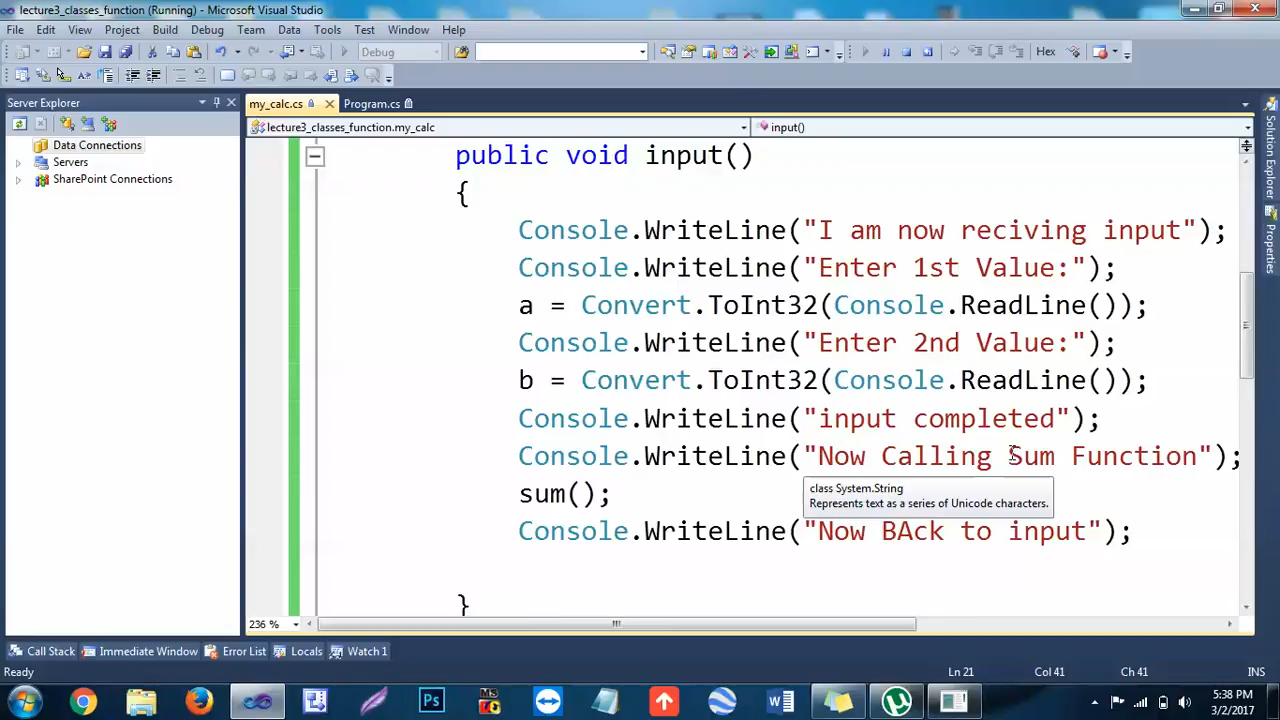 lecture3_classes_function (Running) - Microsoft Visual Studio
File Edit View Project Build Debug Team Data Tools Test Window Help
Debug Hex
Server Explorer
my_calc.cs Program.cs
lecture3_classes_function.my_calc input()
Data Connections
Servers
SharePoint Connections
public void input()
{
Console.WriteLine("I am now reciving input");
Console.WriteLine("Enter 1st Value:");
a = Convert.ToInt32(Console.ReadLine());
Console.WriteLine("Enter 2nd Value:");
b = Convert.ToInt32(Console.ReadLine());
Console.WriteLine("input completed");
Console.WriteLine("Now Calling Sum Function");
sum();
class System.String
Represents text as a series of Unicode characters.
Console.WriteLine("Now BAck to input");
}
Solution Explorer
Properties
236 %
Call Stack Immediate Window Error List Locals Watch 1
Ready Ln 21 Col 41 Ch 41 INS
Ps
5:38 PM
3/2/2017